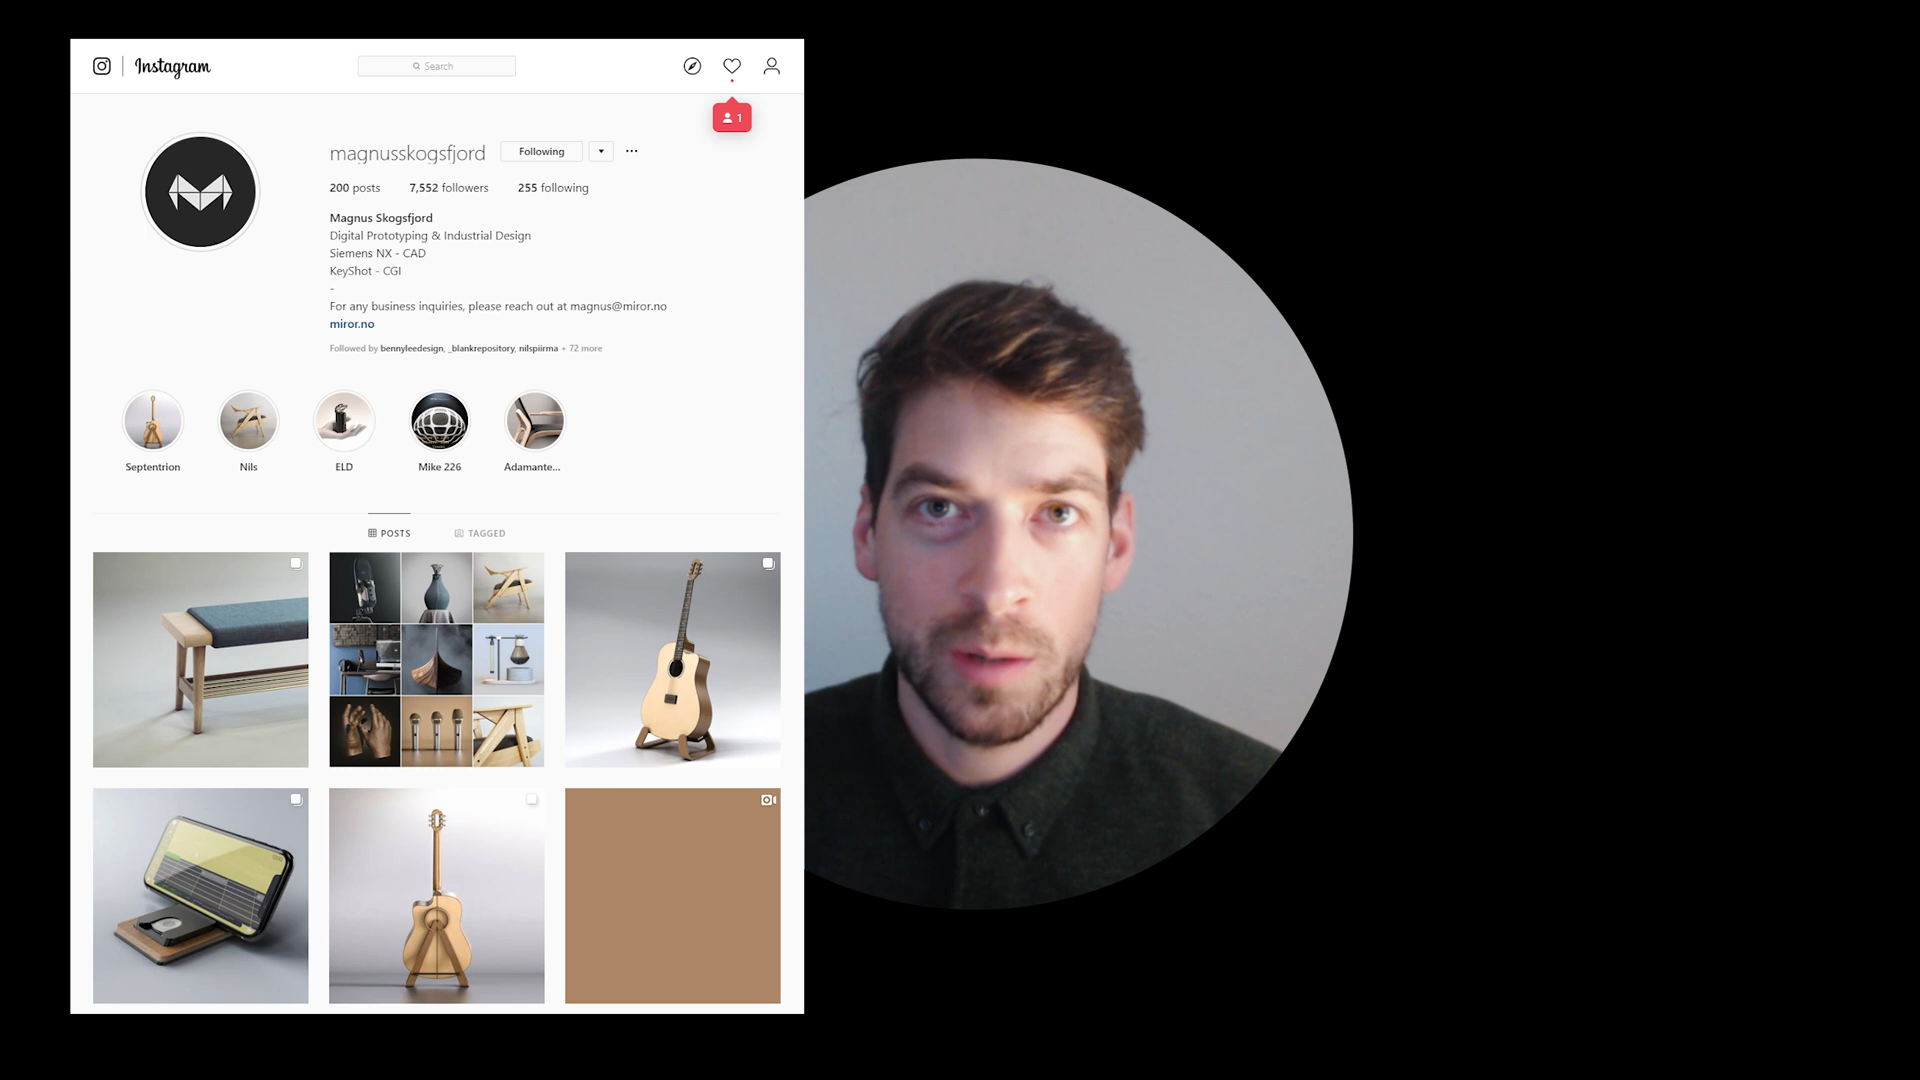 Instagram
Search
1
magnusskogsfjord
Following
200 posts
7,552 followers
255 following
Magnus Skogsfjord
Digital Prototyping & Industrial Design
Siemens NX - CAD
KeyShot - CGI
-
For any business inquiries, please reach out at magnus@miror.no
miror.no
Followed by bennyleedesign, _blankrepository, nilspiirma + 72 more
Septentrion
Nils
ELD
Mike 226
Adamante...
POSTS
TAGGED